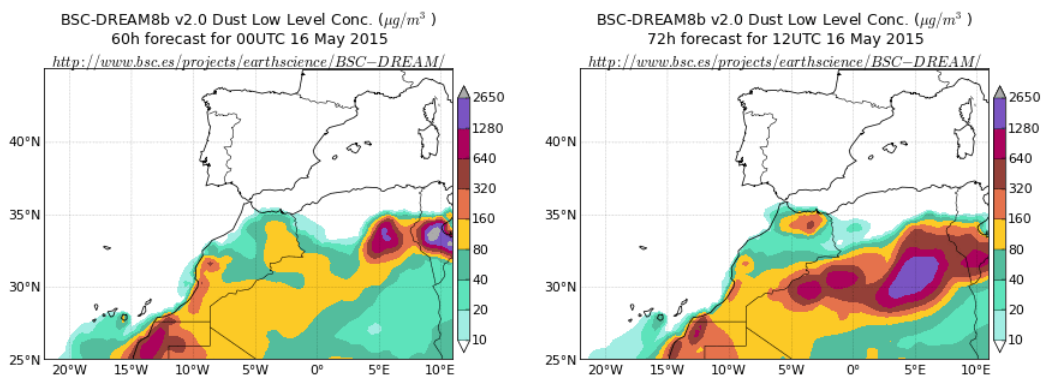 BSC-DREAM8b v2.0 Dust Low Level Conc. (μg/m³ )
60h forecast for 00UTC 16 May 2015
http://www.bsc.es/projects/earthscience/BSC−DREAM/
40°N
35°N
30°N
25°N
20°W 15°W 10°W 5°W 0° 5°E 10°E
2650
1280
640
320
160
80
40
20
10
BSC-DREAM8b v2.0 Dust Low Level Conc. (μg/m³ )
72h forecast for 12UTC 16 May 2015
http://www.bsc.es/projects/earthscience/BSC−DREAM/
40°N
35°N
30°N
25°N
20°W 15°W 10°W 5°W 0° 5°E 10°E
2650
1280
640
320
160
80
40
20
10